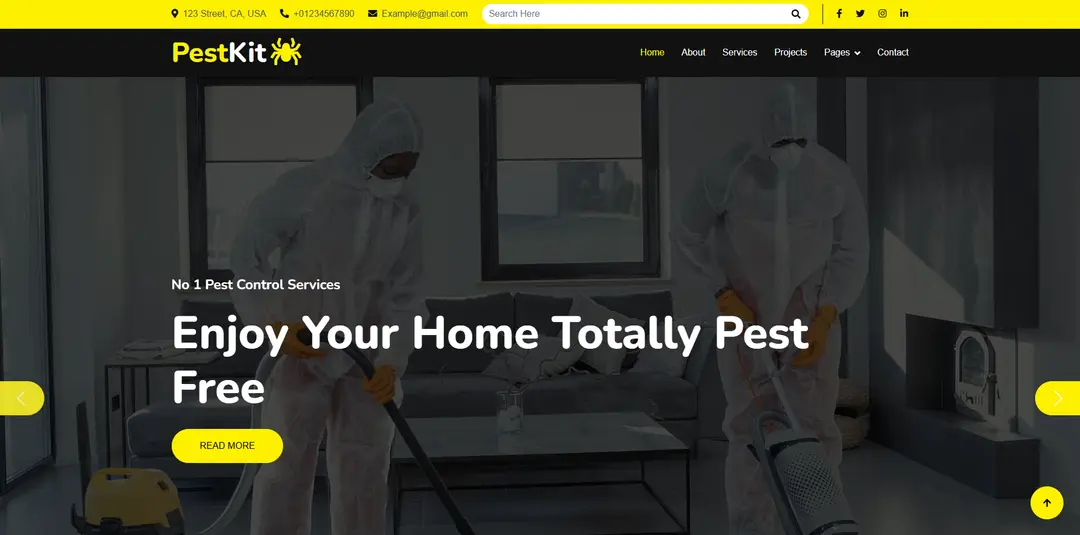 123 Street, CA, USA
+01234567890
Example@gmail.com
Search Here
PestKit
Home
About
Services
Projects
Pages
Contact
No 1 Pest Control Services
Enjoy Your Home Totally Pest
Free
READ MORE